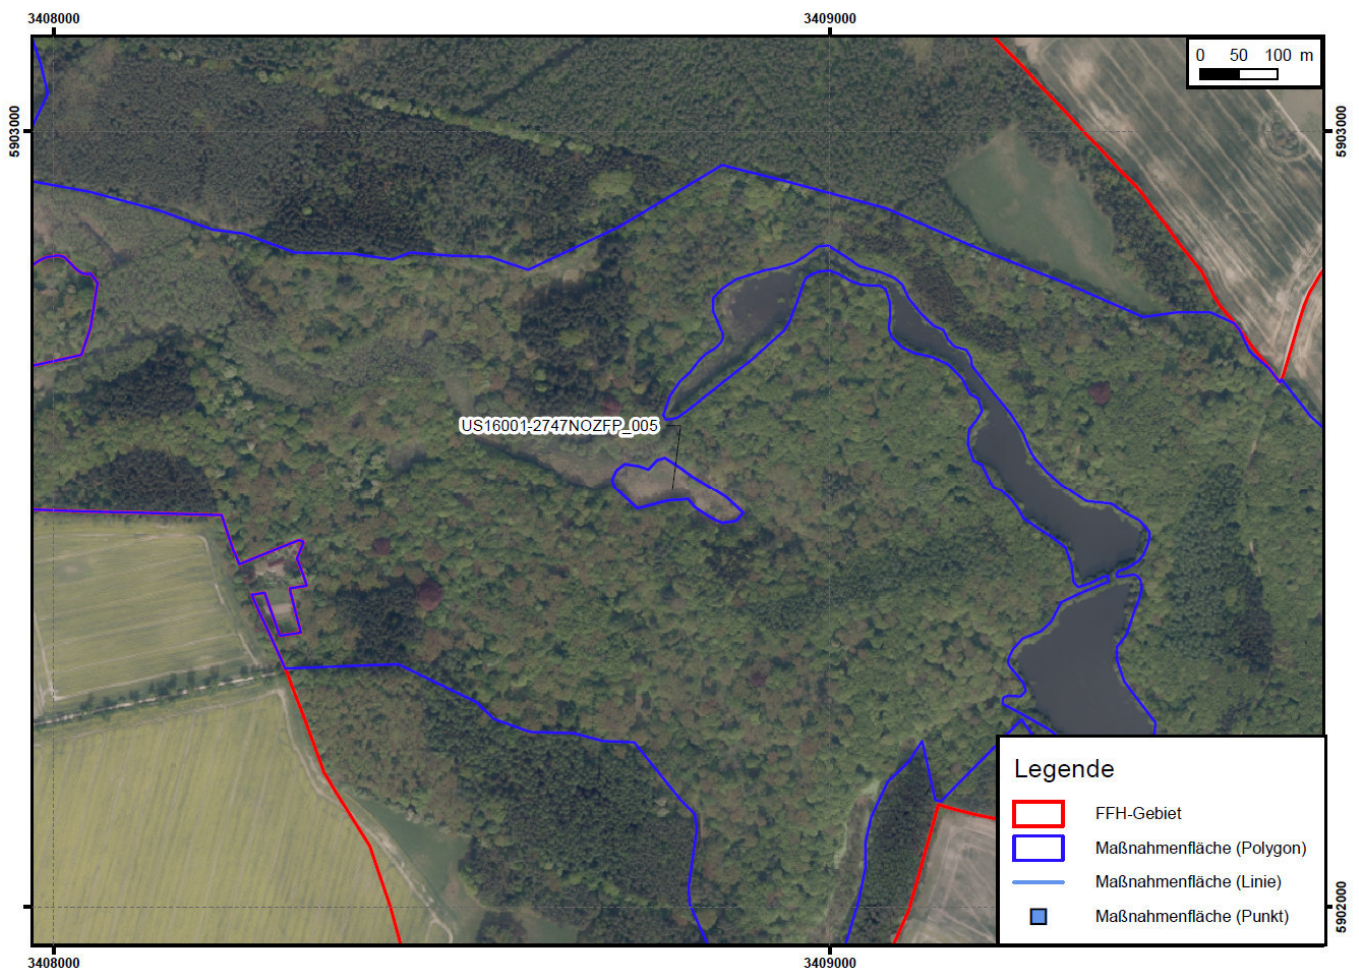 3408000
3409000
0 50 100 m
5903000
5903000
US16001-2747NOZFP_005
Legende
FFH-Gebiet
Maßnahmenfläche (Polygon)
Maßnahmenfläche (Linie)
Maßnahmenfläche (Punkt)
5902000
3408000
3409000